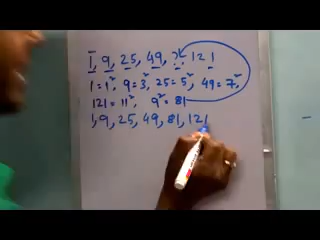 1, 9, 25, 49, ?, 121
1=1², 9=3², 25=5², 49=7²,
121=11², 9²=81
1,9,25,49,81,121